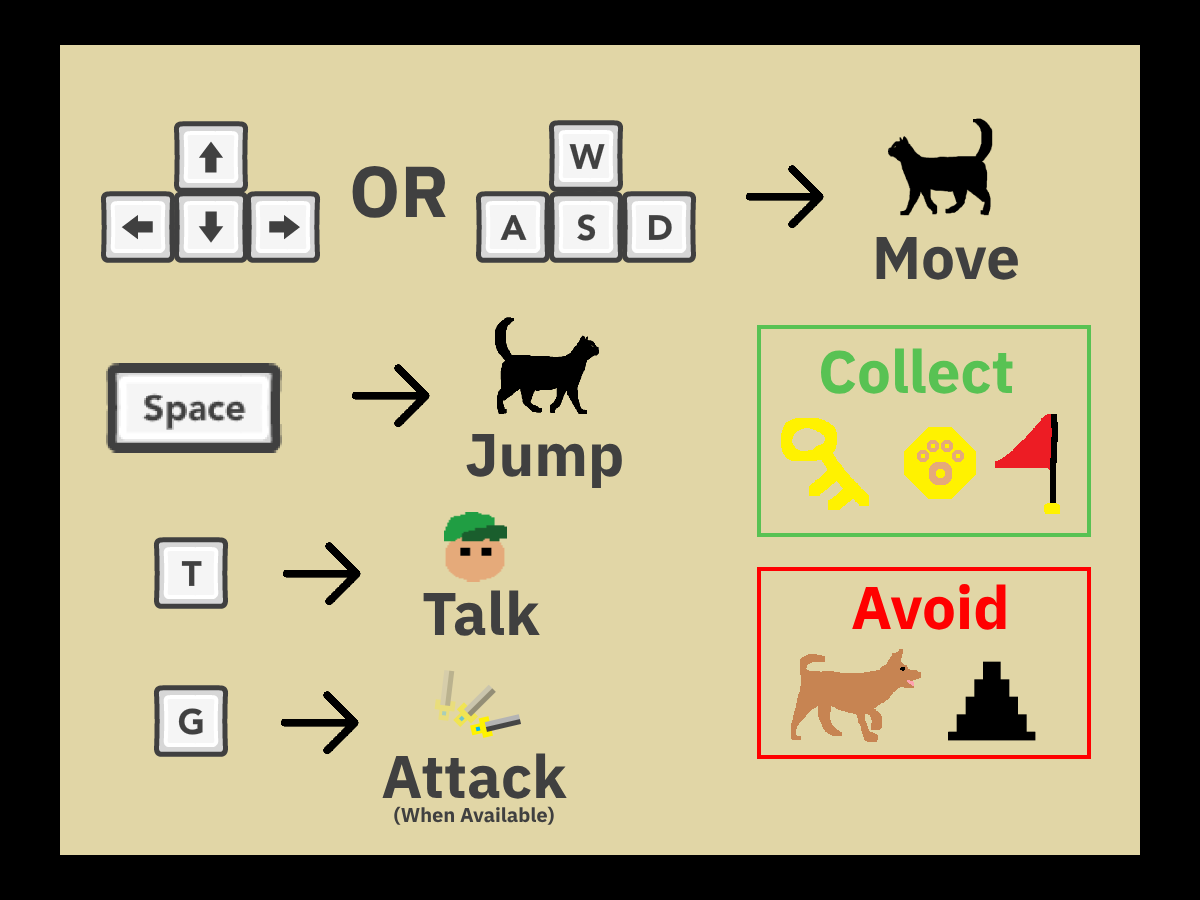 W
OR
A S D
Move
Space
Jump
Collect
T
Talk
Avoid
G
Attack
(When Available)